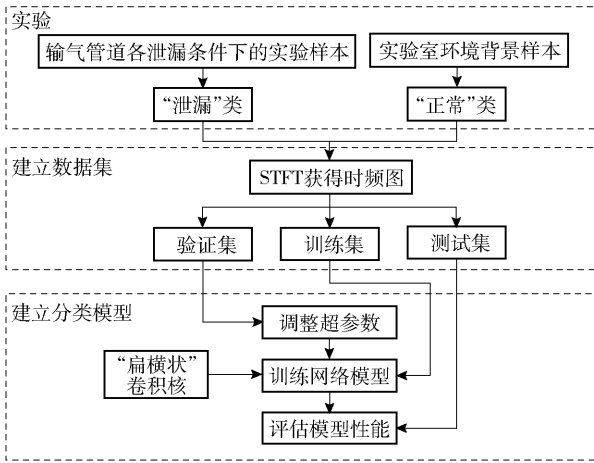 实验
输气管道各泄漏条件下的实验样本
实验室环境背景样本
“泄漏”类
“正常”类
建立数据集
STFT获得时频图
验证集
训练集
测试集
建立分类模型
调整超参数
“扁横状”
卷积核
训练网络模型
评估模型性能